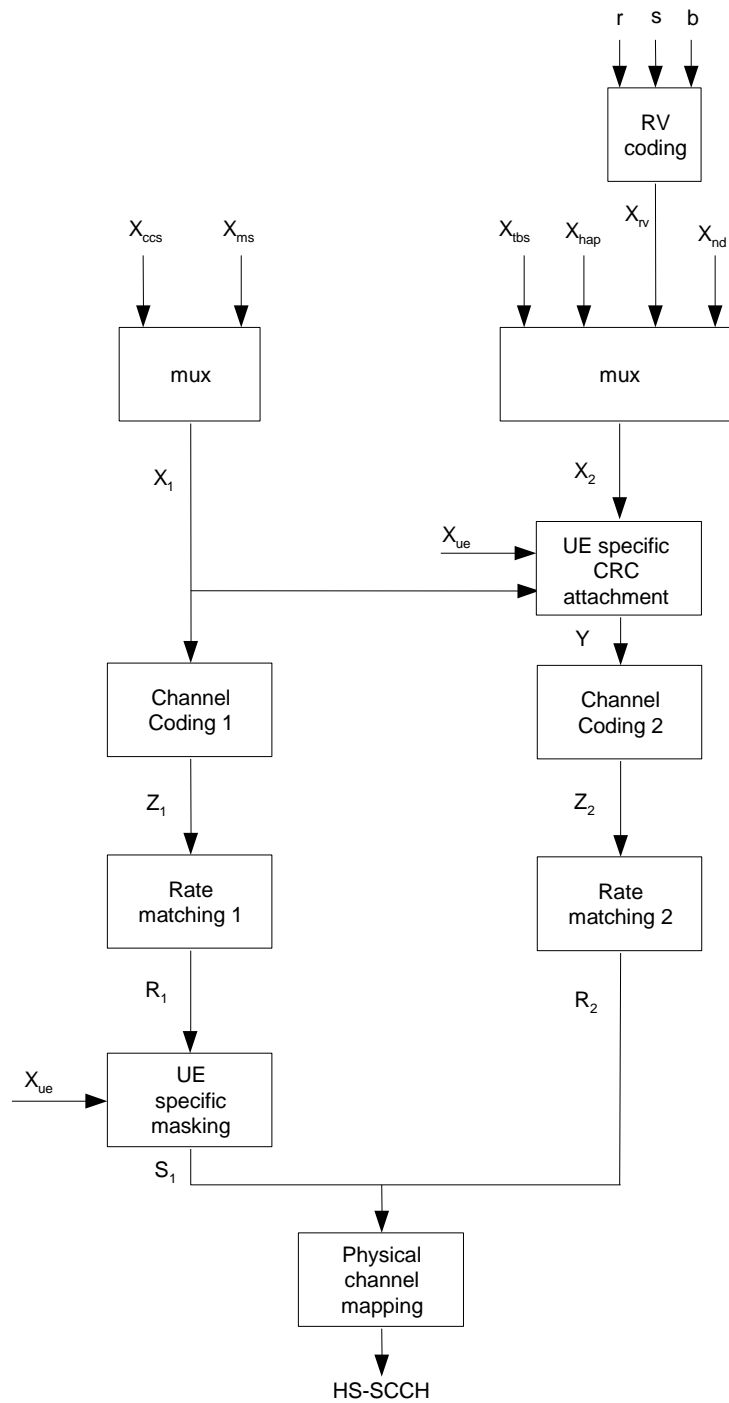 r s b
RV
coding
X_ccs X_ms X_tbs X_hap X_rv X_nd
mux mux
X_1 X_2
X_ue UE specific
CRC
attachment
Y
Channel
Coding 1
Channel
Coding 2
Z_1 Z_2
Rate
matching 1
Rate
matching 2
R_1 R_2
X_ue UE
specific
masking
S_1
Physical
channel
mapping
HS-SCCH